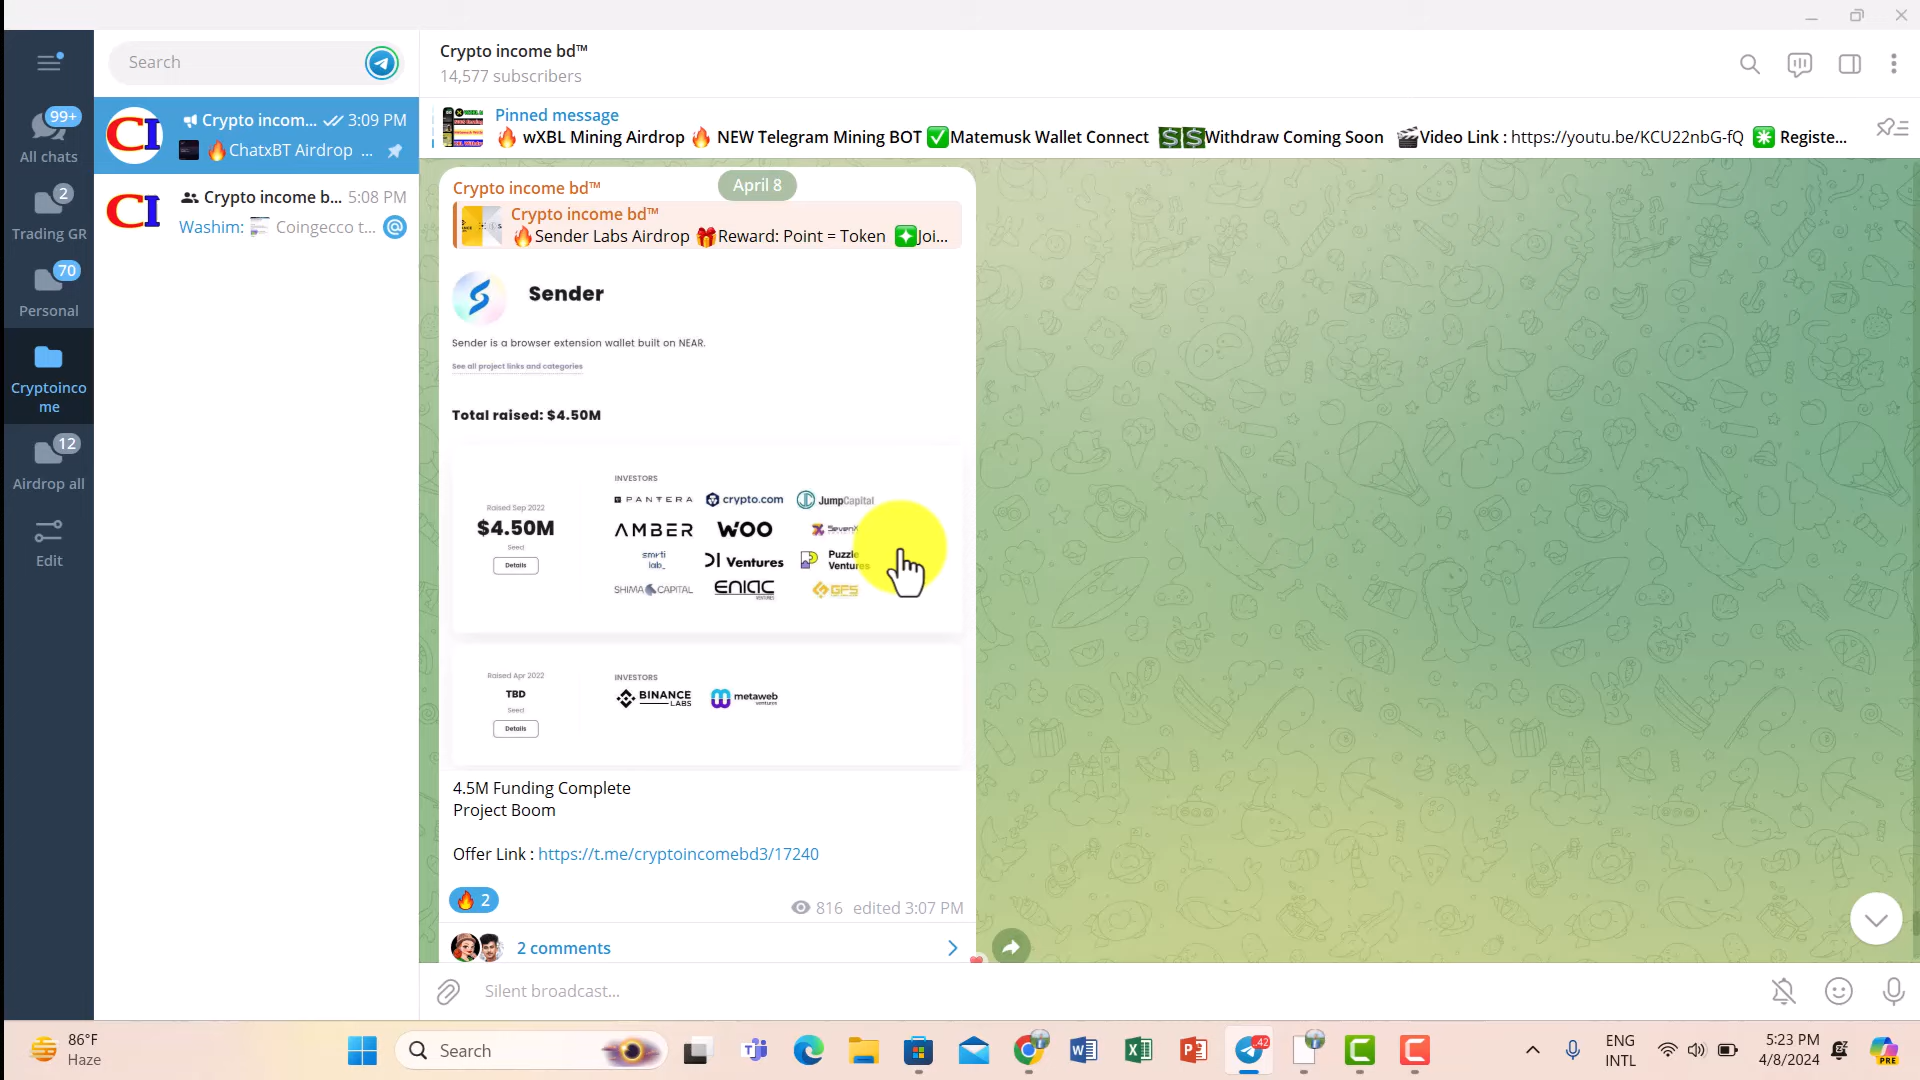 Search
Crypto income bd™
14,577 subscribers
99+
All chats
2
Trading GR
70
Personal
Cryptoinco
me
12
Airdrop all
Edit
CI
Crypto incom... 3:09 PM
🔥ChatxBT Airdrop ...
CI
Crypto income b... 5:08 PM
Washim: Coingecco t...
Pinned message
🔥 wXBL Mining Airdrop 🔥 NEW Telegram Mining BOT ✅Matemusk Wallet Connect 💲💲Withdraw Coming Soon 🎬Video Link : https://youtu.be/KCU22nbG-fQ ✳️ Registe...
April 8
Crypto income bd™
Crypto income bd™
🔥Sender Labs Airdrop 🎁Reward: Point = Token ❇️Joi...
Sender
Sender is a browser extension wallet built on NEAR.
See all project links and categories
Total raised: $4.50M
Raised Sep 2022
$4.50M
Seed
Details
INVESTORS
PANTERA crypto.com JumpCapital
AMBER WOO SevenX
smrti
lab_
Ventures
Puzzle
Ventures
SHIMA CAPITAL ENIAC
VENTURES
GFS
Raised Apr 2022
TBD
Seed
Details
INVESTORS
BINANCE
LABS
metaweb
ventures
4.5M Funding Complete
Project Boom
Offer Link : https://t.me/cryptoincomebd3/17240
🔥 2
816 edited 3:07 PM
2 comments
Silent broadcast...
86°F
Haze
Search
42
ENG
INTL
5:23 PM
4/8/2024
PRE